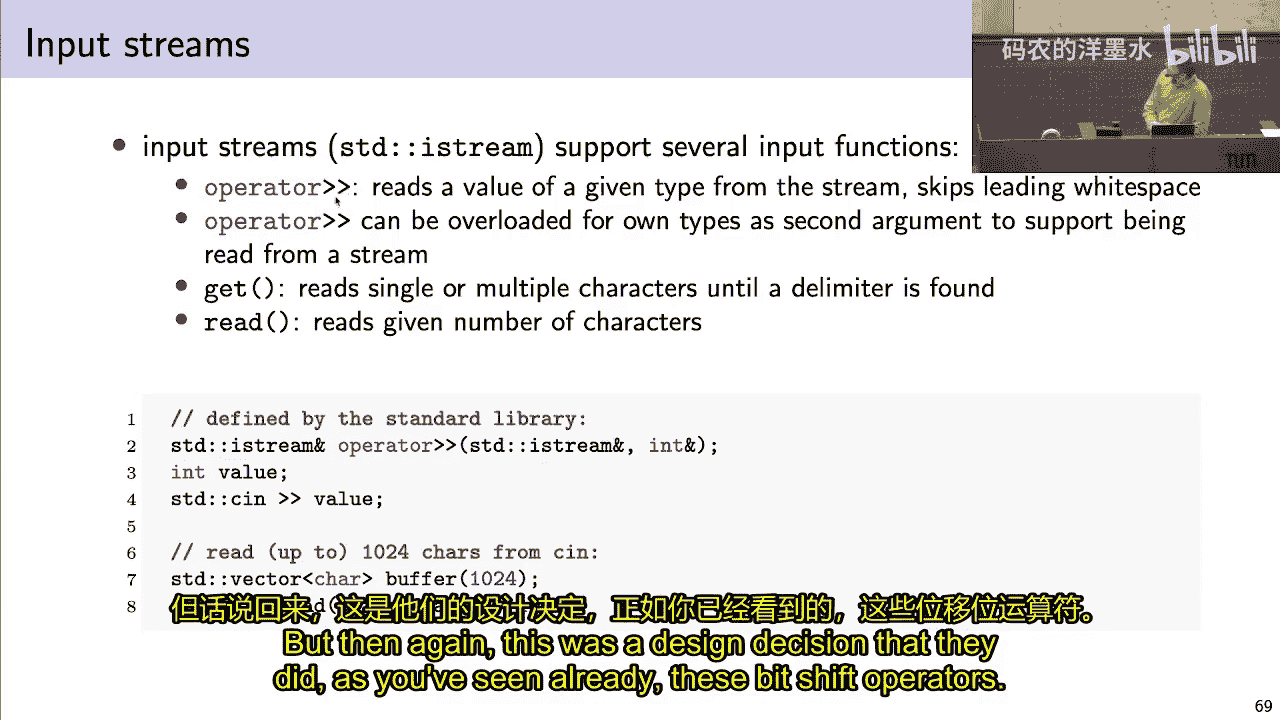 Input streams
码农的洋墨水 bilibili
• input streams (std::istream) support several input functions:
• operator>>: reads a value of a given type from the stream, skips leading whitespace
• operator>> can be overloaded for own types as second argument to support being
read from a stream
• get(): reads single or multiple characters until a delimiter is found
• read(): reads given number of characters
1 // defined by the standard library:
2 std::istream& operator>>(std::istream&, int&);
3 int value;
4 std::cin >> value;
5
6 // read (up to) 1024 chars from cin:
7 std::vector<char> buffer(1024);
8
但话说回来，这是他们的设计决定，正如你已经看到的，这些位移位运算符。
But then again, this was a design decision that they
did, as you've seen already, these bit shift operators.
69